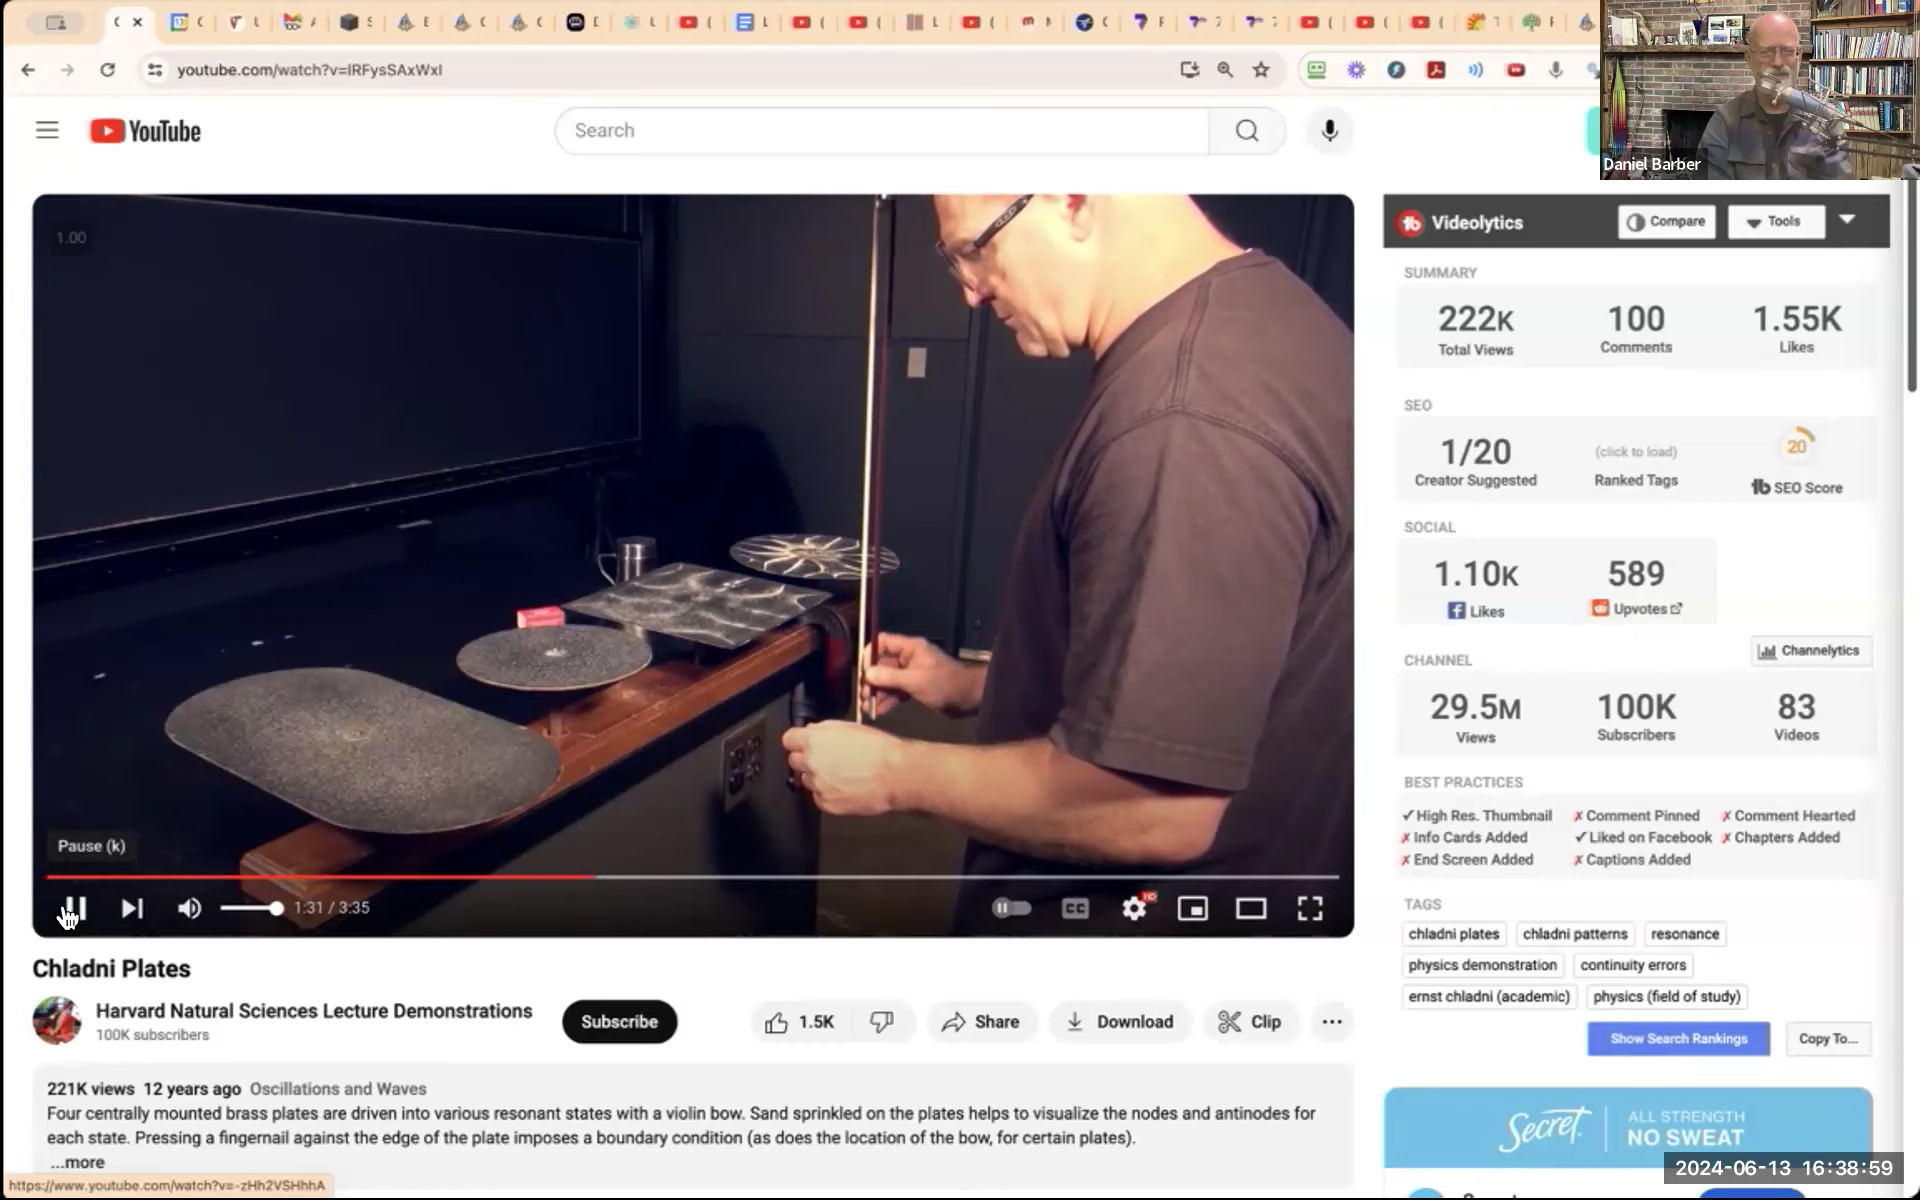 youtube.com/watch?v=IRFysSAxWxI
Daniel Barber
YouTube
Search
1.00
Pause (k)
1:31 / 3:35
CC
HD
Chladni Plates
Harvard Natural Sciences Lecture Demonstrations
100K subscribers
Subscribe
1.5K
Share
Download
Clip
221K views 12 years ago Oscillations and Waves
Four centrally mounted brass plates are driven into various resonant states with a violin bow. Sand sprinkled on the plates helps to visualize the nodes and antinodes for
each state. Pressing a fingernail against the edge of the plate imposes a boundary condition (as does the location of the bow, for certain plates).
...more
https://www.youtube.com/watch?v=-zHh2VSHhhA
Videolytics
Compare
Tools
SUMMARY
222K 100 1.55K
Total Views Comments Likes
SEO
1/20 (click to load) 20
Creator Suggested Ranked Tags SEO Score
SOCIAL
1.10K 589
Likes Upvotes
CHANNEL
Channelytics
29.5M 100K 83
Views Subscribers Videos
BEST PRACTICES
✓ High Res. Thumbnail ✗ Comment Pinned ✗ Comment Hearted
✗ Info Cards Added ✓ Liked on Facebook ✗ Chapters Added
✗ End Screen Added ✗ Captions Added
TAGS
chladni plates chladni patterns resonance
physics demonstration continuity errors
ernst chladni (academic) physics (field of study)
Show Search Rankings Copy To...
Secret. ALL STRENGTH
NO SWEAT
2024-06-13 16:38:59